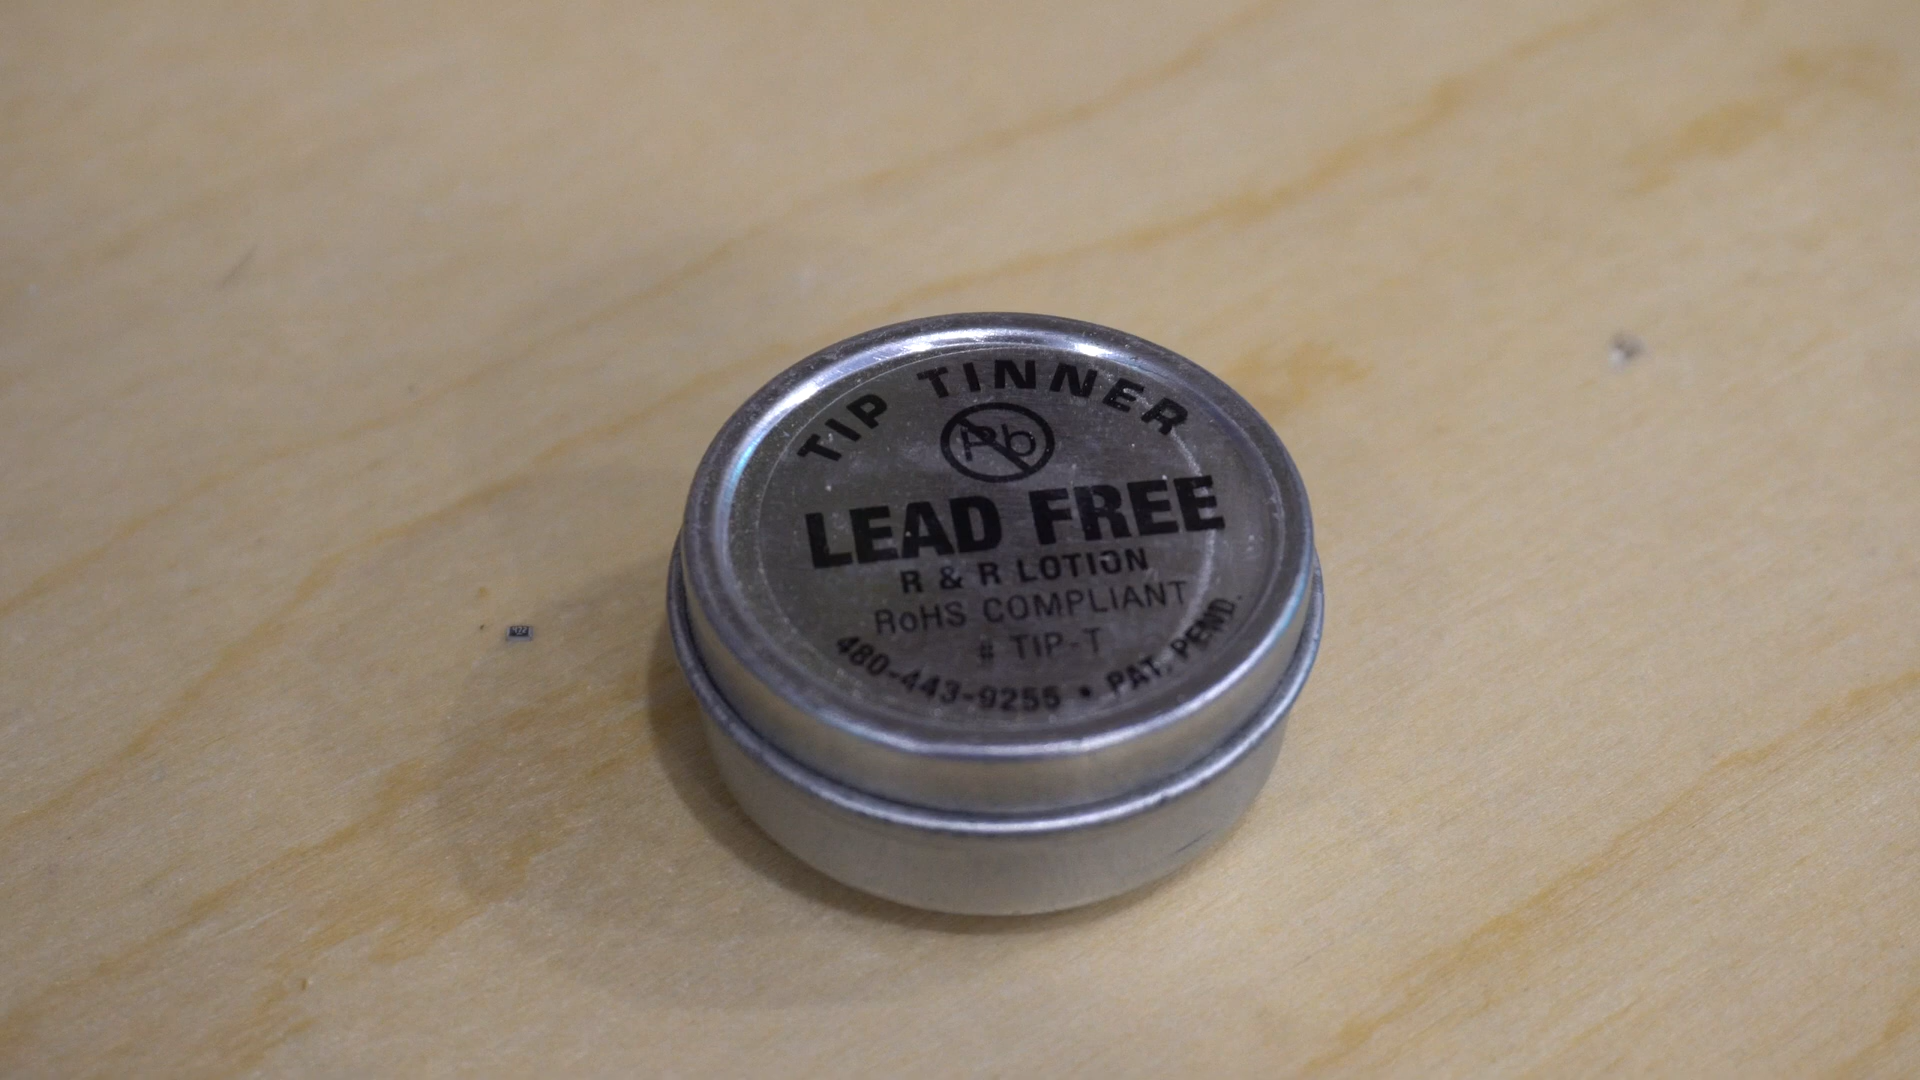 TIP TINNER
Pb
LEAD FREE
R & R LOTION
RoHS COMPLIANT
# TIP-T
480-443-9255 • PAT. PEND.